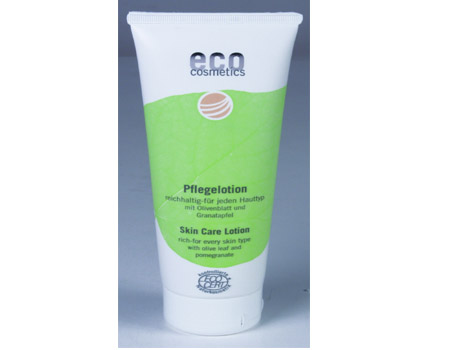 eco
cosmetics
Pflegelotion
reichhaltig-für jeden Hauttyp
mit Olivenblatt und
Granatapfel
Skin Care Lotion
rich-for every skin type
with olive leaf and
pomegranate
ECO
CERT